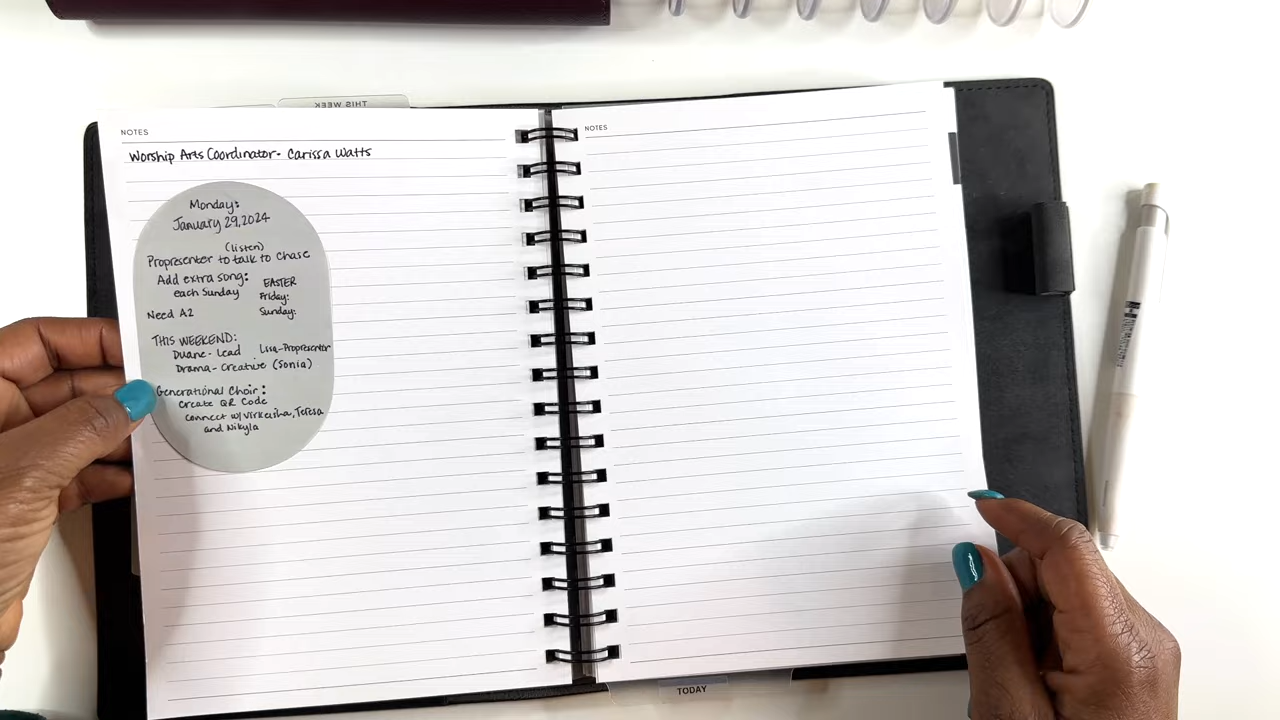 THIS WEEK
NOTES
Worship Arts Coordinator- Carissa Watts
Monday:
January 29, 2024
(listen)
Propresenter to talk to Chase
Add extra song:
each Sunday
EASTER
Friday:
Sunday:
Need A2
THIS WEEKEND:
Duane- Lead Lisa-Propresenter
Drama- Creative (Sonia)
Generational Choir:
create QR Code
connect w/ Virkeisha, Teresa
and Nikyla
NOTES
TODAY